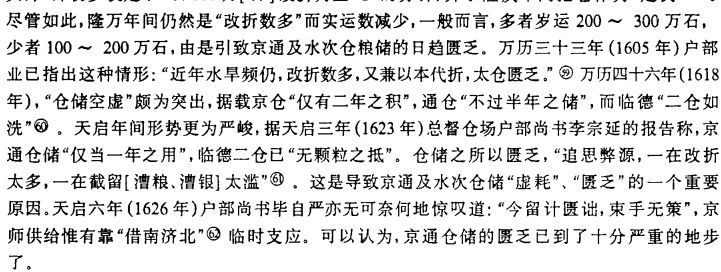 尽管如此，隆万年间仍然是“改折数多”而实运数减少，一般而言，多者岁运 200 ～ 300 万石，
少者 100 ～ 200 万石，由是引致京通及水次仓粮储的日趋匮乏。万历三十三年（1605 年）户部
业已指出这种情形：“近年水旱频仍，改折数多，又兼以本代折，太仓匮乏。”㊾ 万历四十六年（1618
年），“仓储空虚”颇为突出，据载京仓“仅有二年之积”，通仓“不过半年之储”，而临德“二仓如
洗”60 。天启年间形势更为严峻，据天启三年（1623 年）总督仓场户部尚书李宗延的报告称，京
通仓储“仅当一年之用”，临德二仓已“无颗粒之抵”。仓储之所以匮乏，“追思弊源，一在改折
太多，一在截留[漕粮、漕银]太滥”61 。这是导致京通及水次仓储“虚耗”、“匮乏”的一个重要
原因。天启六年（1626 年）户部尚书毕自严亦无可奈何地惊叹道：“今留计匮诎，束手无策”，京
师供给惟有靠“借南济北”62 临时支应。可以认为，京通仓储的匮乏已到了十分严重的地步
了。